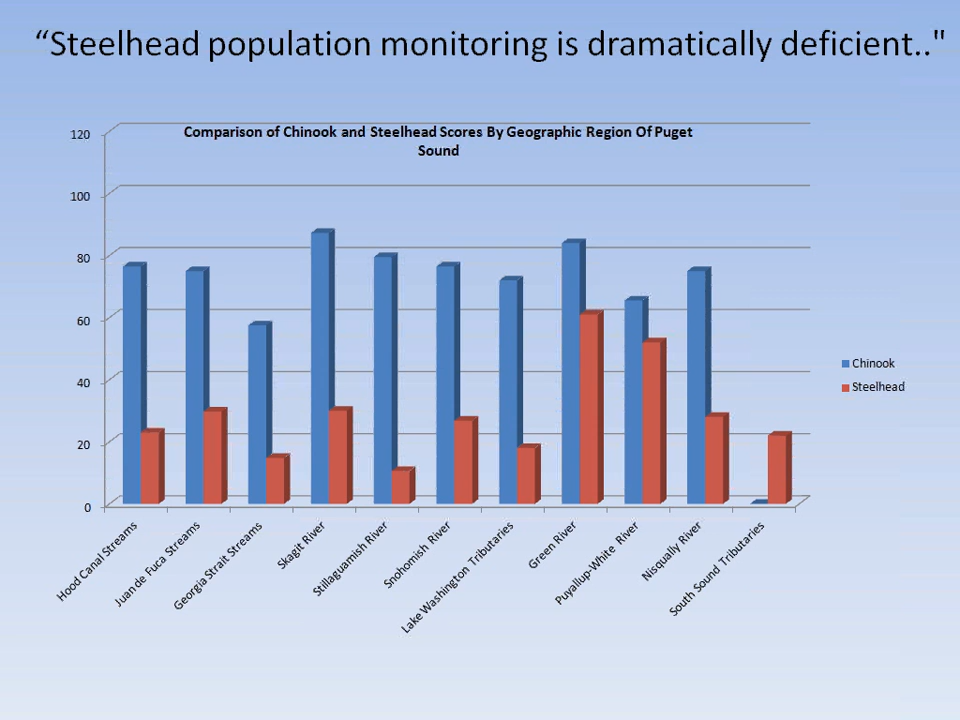 “Steelhead population monitoring is dramatically deficient.."
Comparison of Chinook and Steelhead Scores By Geographic Region Of Puget
Sound
120
100
80
60
40
20
0
Hood Canal Streams
Juan de Fuca Streams
Georgia Strait Streams
Skagit River
Stillaguamish River
Snohomish River
Lake Washington Tributaries
Green River
Puyallup-White River
Nisqually River
South Sound Tributaries
Chinook
Steelhead